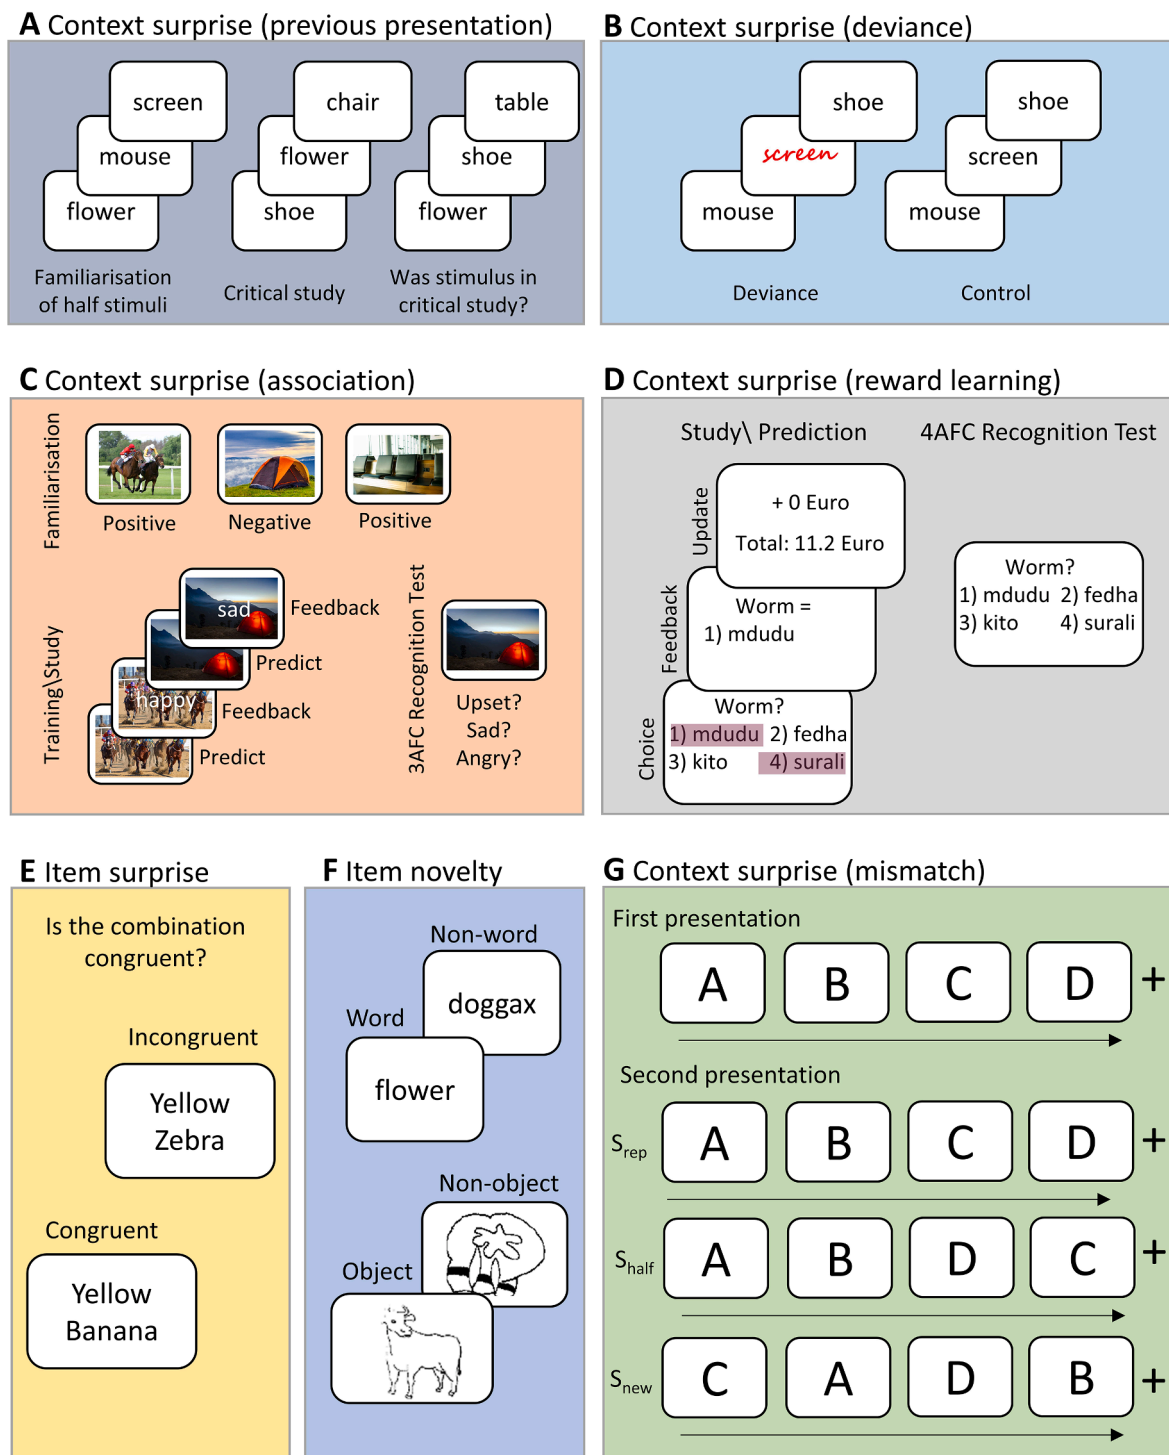 A Context surprise (previous presentation)
screen
mouse
flower
Familiarisation
of half stimuli
chair
flower
shoe
Critical study
table
shoe
flower
Was stimulus in
critical study?
B Context surprise (deviance)
shoe
screen
mouse
Deviance
shoe
screen
mouse
Control
C Context surprise (association)
Familiarisation
Positive
Negative
Positive
Training\Study
sad
Feedback
Predict
happy
Feedback
Predict
3AFC Recognition Test
Upset?
Sad?
Angry?
D Context surprise (reward learning)
Study\ Prediction
Update
+ 0 Euro
Total: 11.2 Euro
Feedback
Worm =
1) mdudu
Choice
Worm?
1) mdudu 2) fedha
3) kito 4) surali
4AFC Recognition Test
Worm?
1) mdudu 2) fedha
3) kito 4) surali
E Item surprise
Is the combination
congruent?
Incongruent
Yellow
Zebra
Congruent
Yellow
Banana
F Item novelty
Non-word
doggax
Word
flower
Non-object
Object
G Context surprise (mismatch)
First presentation
A B C D +
Second presentation
Srep A B C D +
Shalf A B D C +
Snew C A D B +